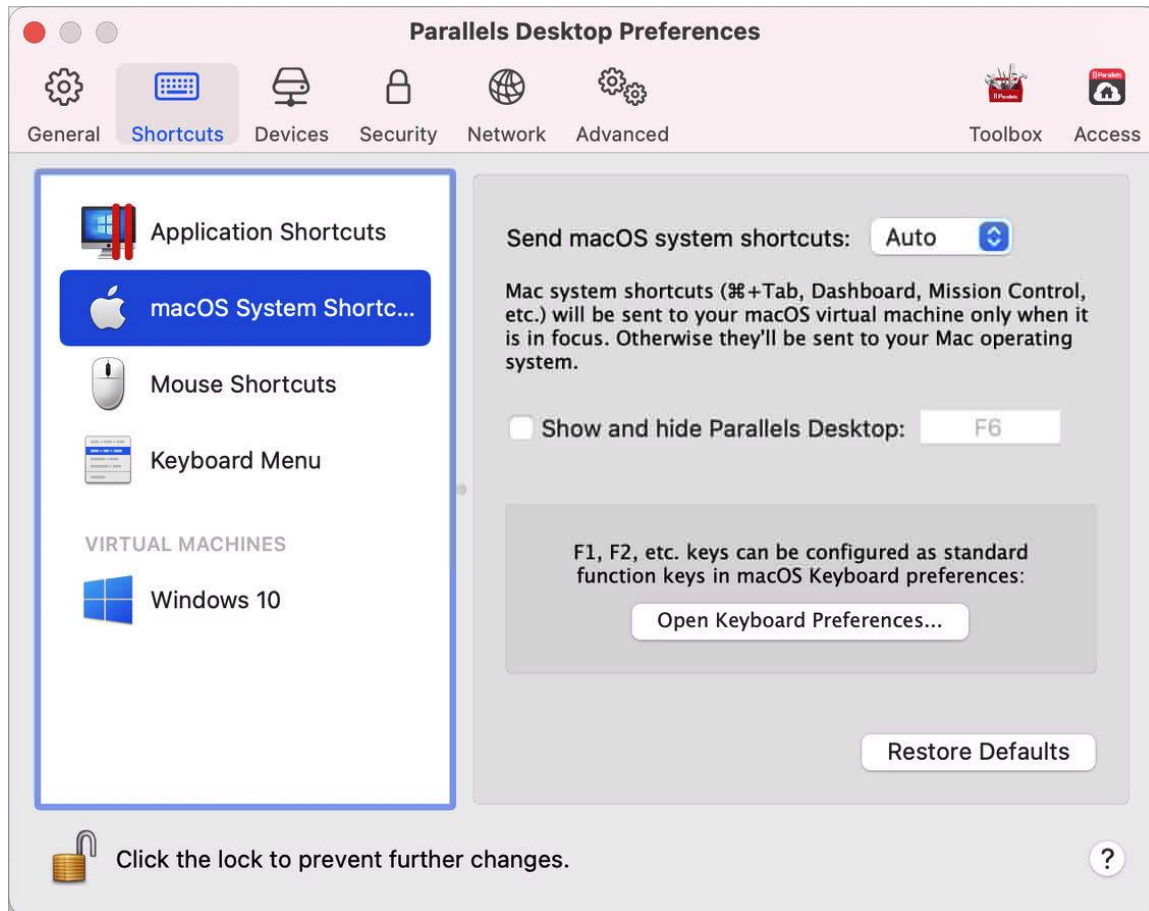 Parallels Desktop Preferences
General Shortcuts Devices Security Network Advanced Toolbox Access
Application Shortcuts
macOS System Shortc...
Mouse Shortcuts
Keyboard Menu
VIRTUAL MACHINES
Windows 10
Send macOS system shortcuts: Auto
Mac system shortcuts (⌘+Tab, Dashboard, Mission Control,
etc.) will be sent to your macOS virtual machine only when it
is in focus. Otherwise they'll be sent to your Mac operating
system.
Show and hide Parallels Desktop: F6
F1, F2, etc. keys can be configured as standard
function keys in macOS Keyboard preferences:
Open Keyboard Preferences...
Restore Defaults
Click the lock to prevent further changes.
?